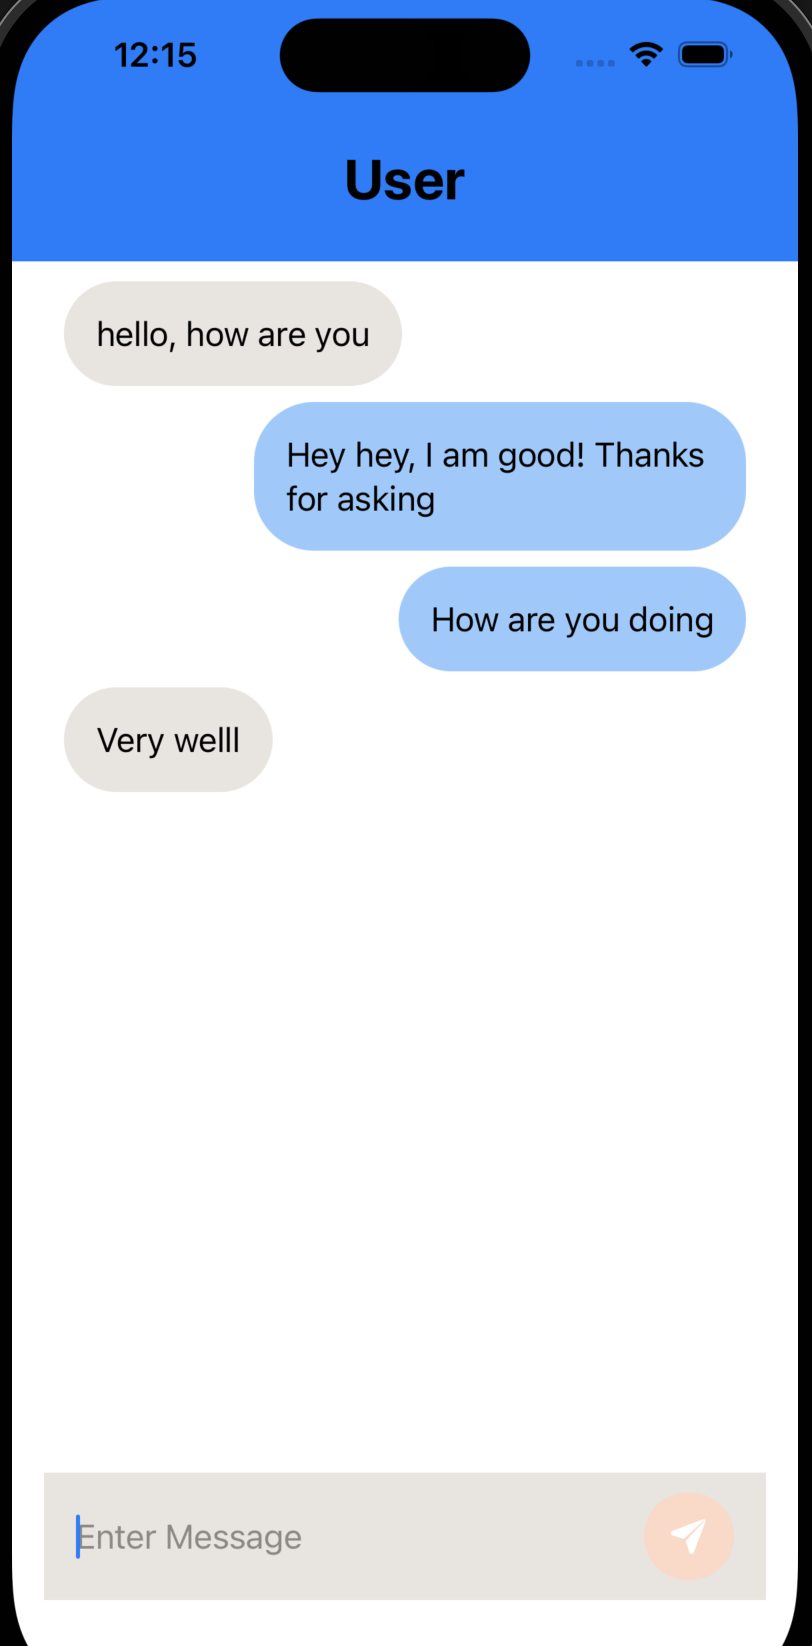 12:15
User
hello, how are you
Hey hey, I am good! Thanks
for asking
How are you doing
Very welll
Enter Message